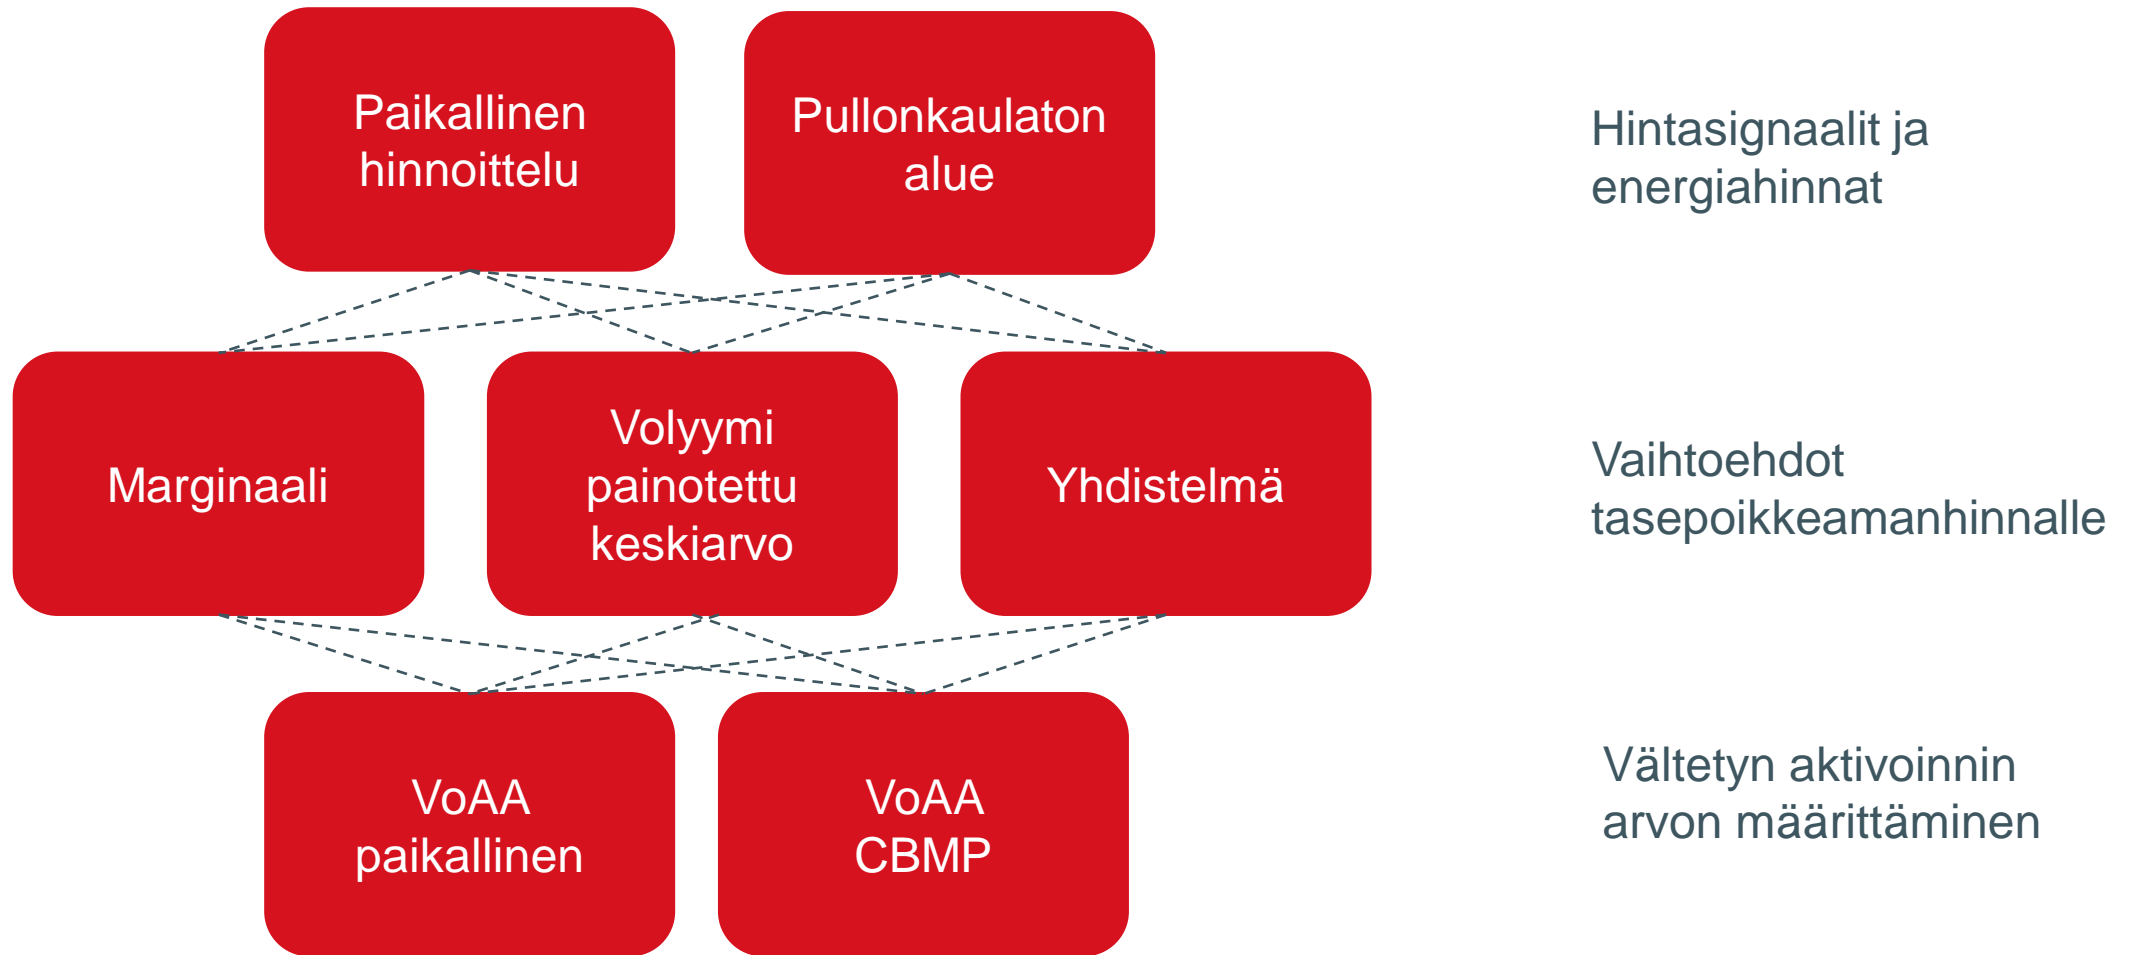 Paikallinen
hinnoittelu
Pullonkaulaton
alue
Hintasignaalit ja
energiahinnat
Marginaali
Volyymi
painotettu
keskiarvo
Yhdistelmä
Vaihtoehdot
tasepoikkeamanhinnalle
VoAA
paikallinen
VoAA
CBMP
Vältetyn aktivoinnin
arvon määrittäminen